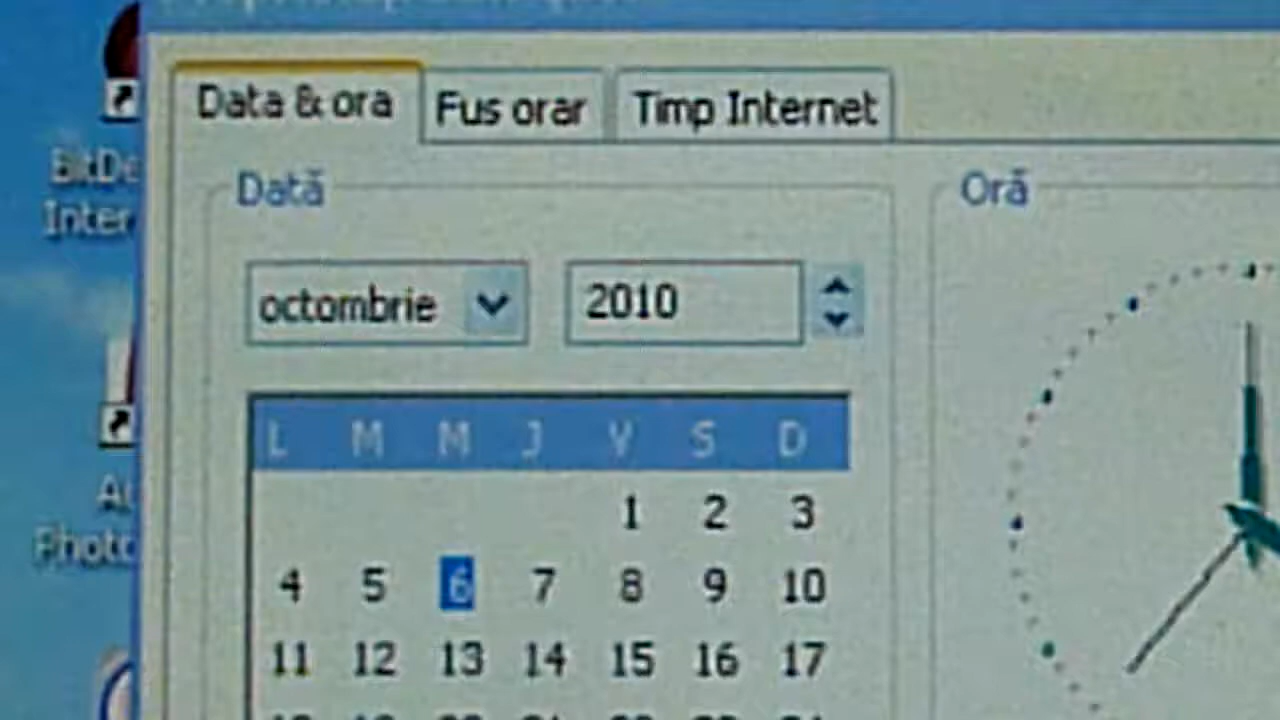 Data & ora
Fus orar
Timp Internet
Dată
Oră
octombrie
2010
L M M J V S D
1 2 3
4 5 6 7 8 9 10
11 12 13 14 15 16 17